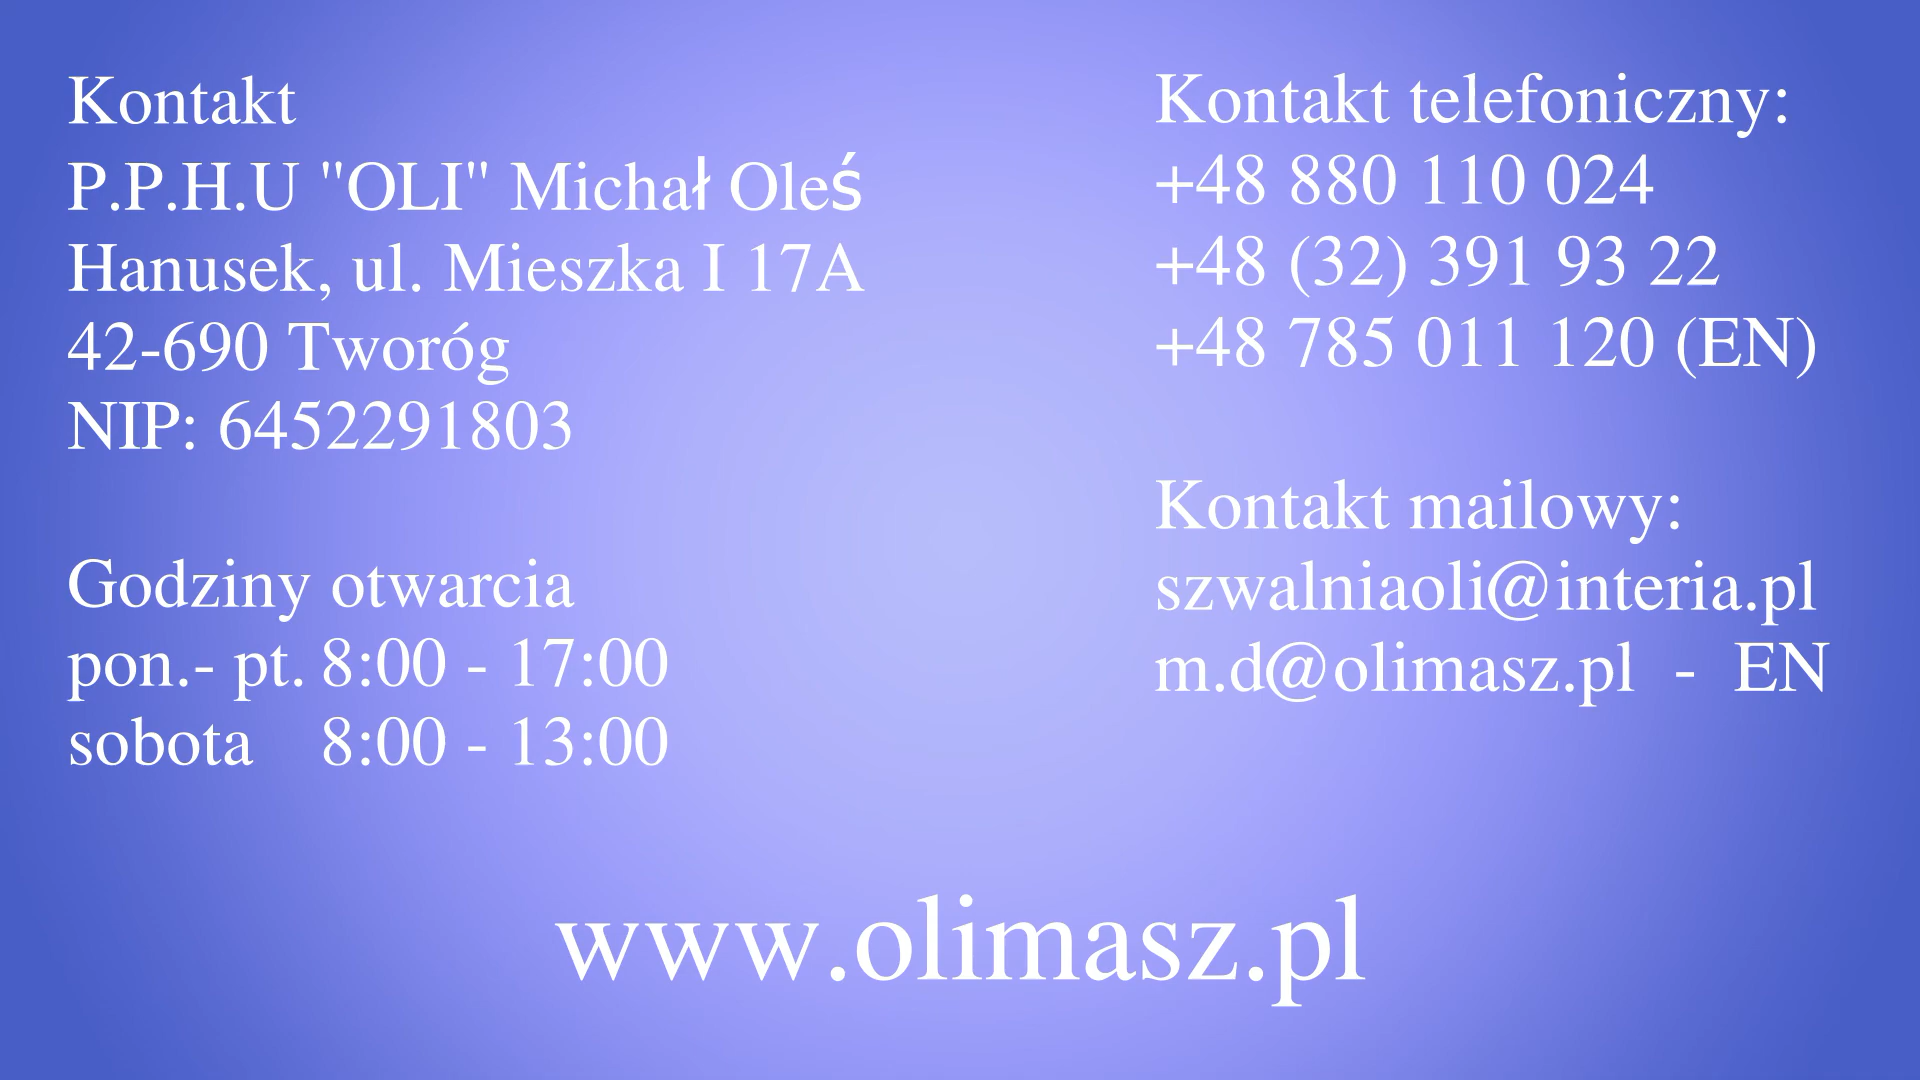 Kontakt
P.P.H.U "OLI" Michał Oleś
Hanusek, ul. Mieszka I 17A
42-690 Tworóg
NIP: 6452291803
Godziny otwarcia
pon.- pt. 8:00 - 17:00
sobota 8:00 - 13:00
Kontakt telefoniczny:
+48 880 110 024
+48 (32) 391 93 22
+48 785 011 120 (EN)
Kontakt mailowy:
szwalniaoli@interia.pl
m.d@olimasz.pl - EN
www.olimasz.pl